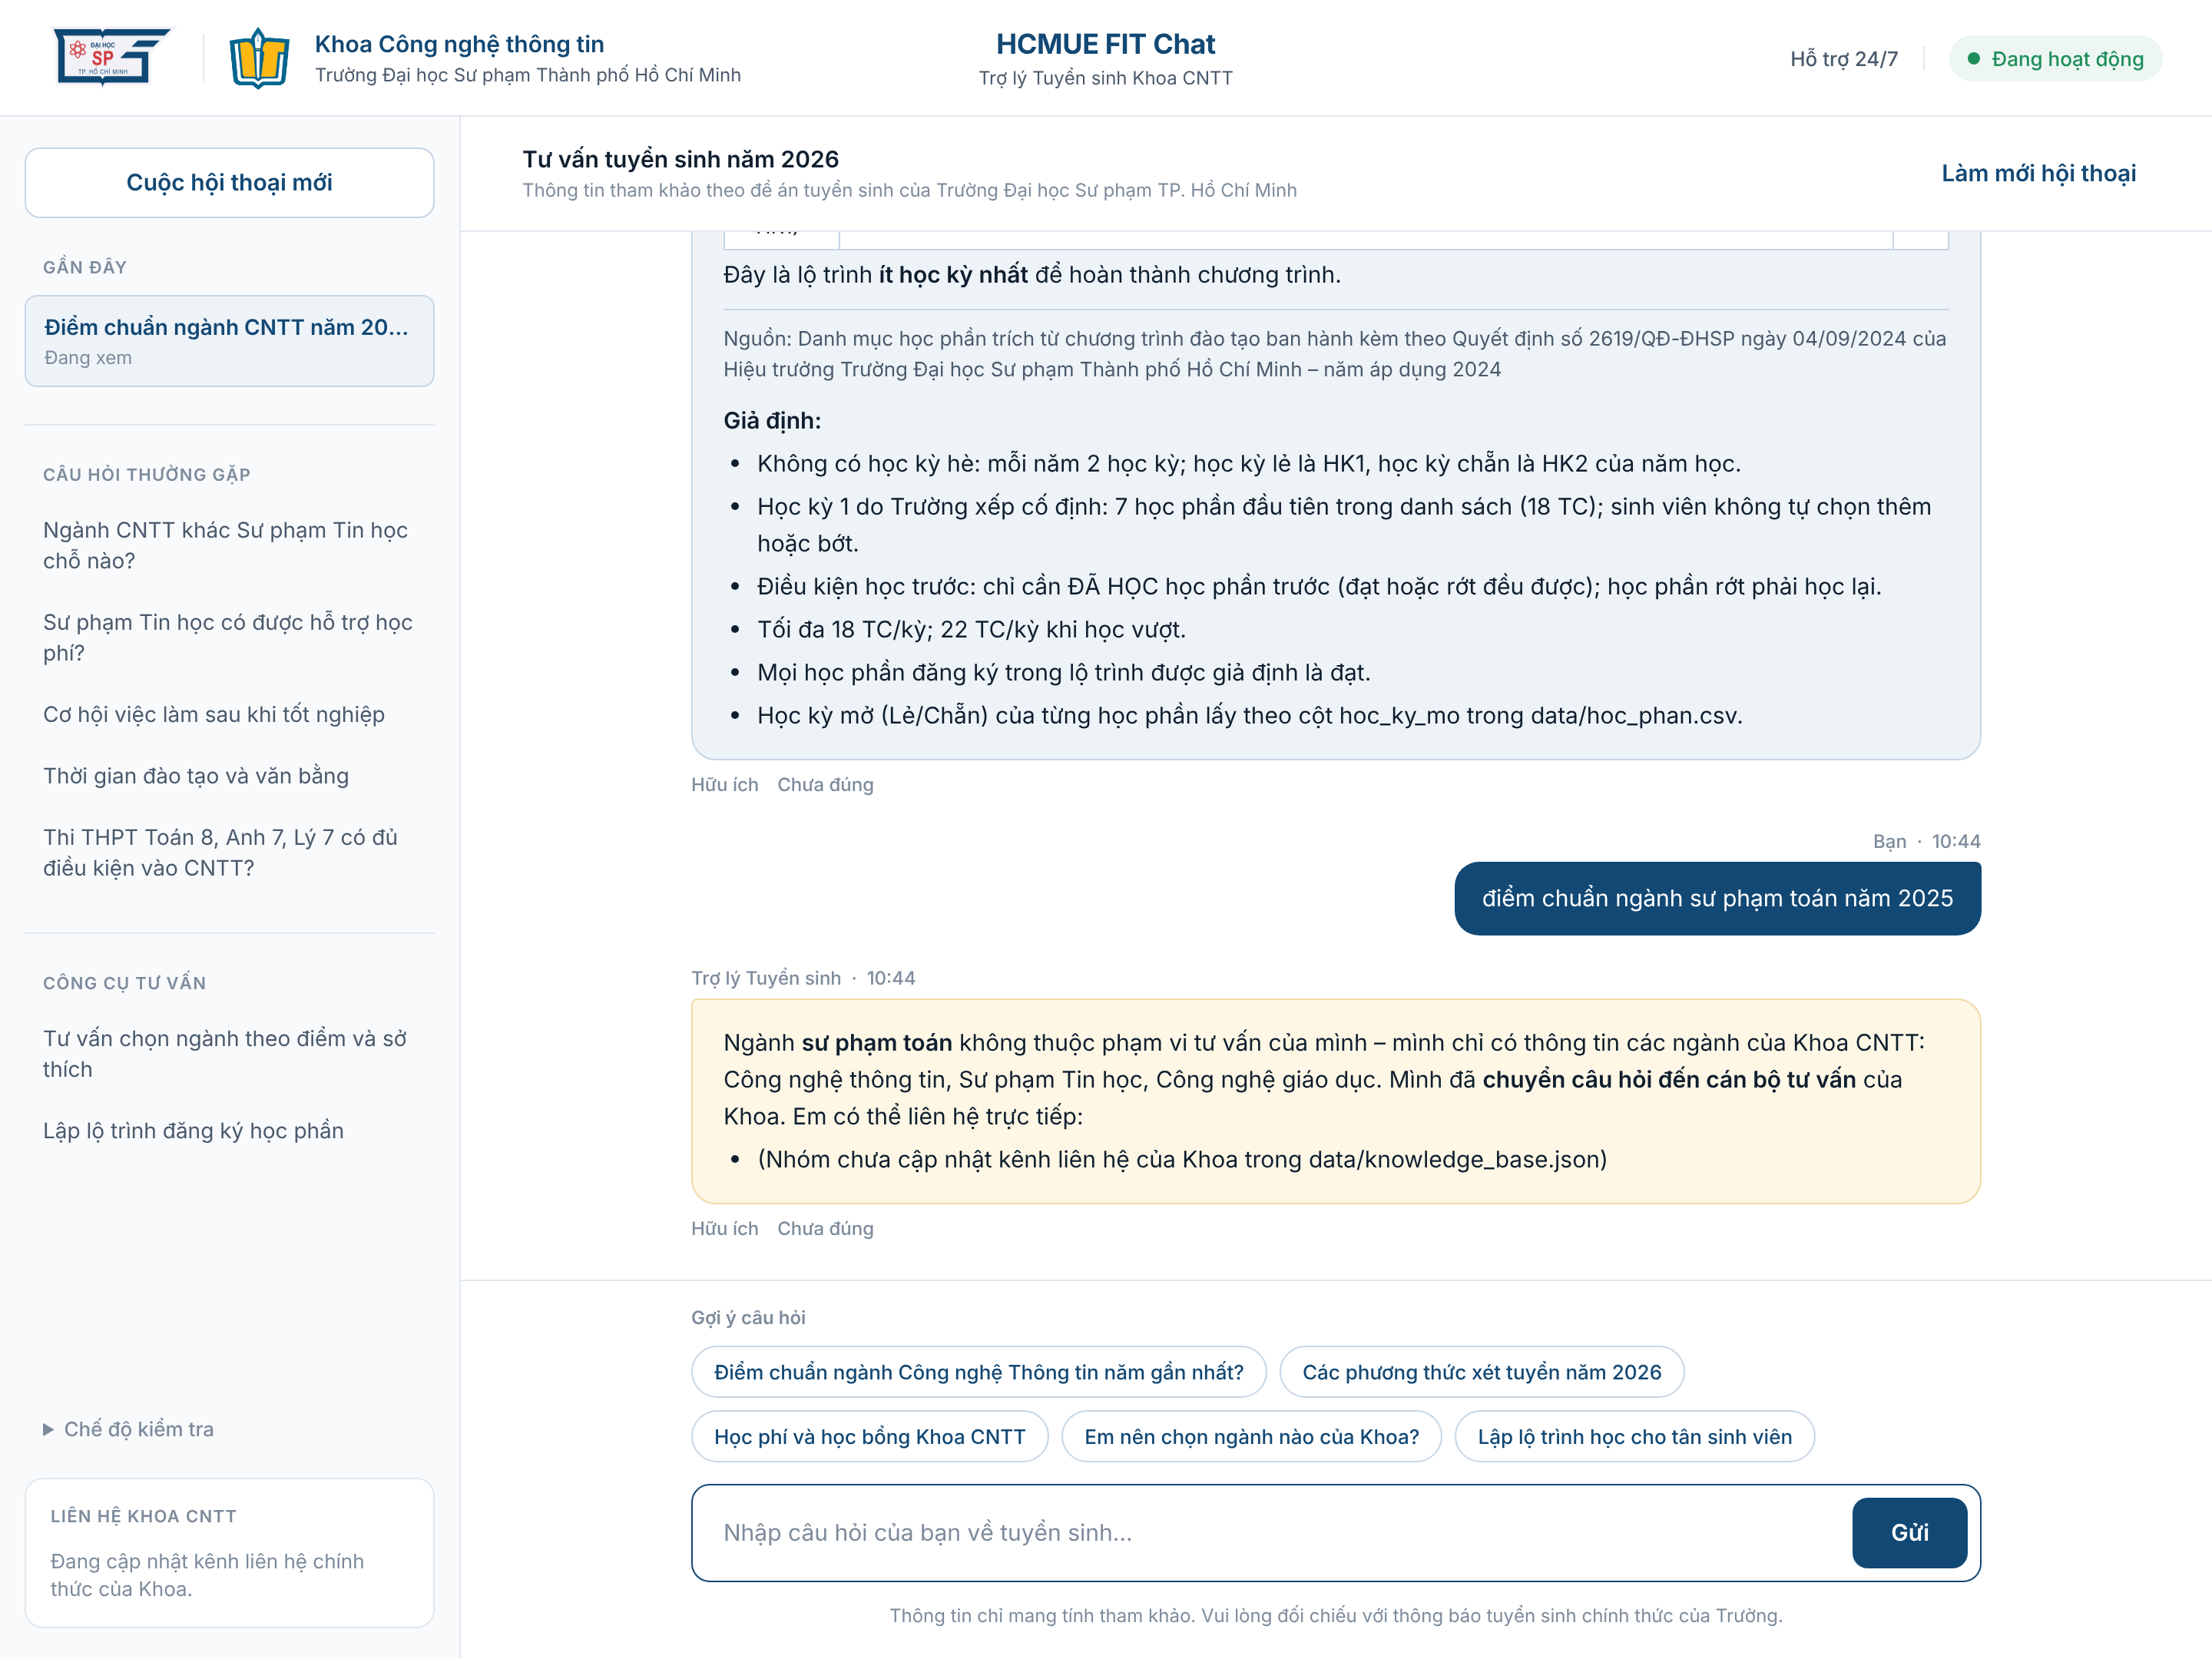 ĐẠI HỌC
SP
TP. HỒ CHÍ MINH
Khoa Công nghệ thông tin
Trường Đại học Sư phạm Thành phố Hồ Chí Minh
HCMUE FIT Chat
Trợ lý Tuyển sinh Khoa CNTT
Hỗ trợ 24/7
Đang hoạt động
Cuộc hội thoại mới
GẦN ĐÂY
Điểm chuẩn ngành CNTT năm 20...
Đang xem
CÂU HỎI THƯỜNG GẶP
Ngành CNTT khác Sư phạm Tin học
chỗ nào?
Sư phạm Tin học có được hỗ trợ học
phí?
Cơ hội việc làm sau khi tốt nghiệp
Thời gian đào tạo và văn bằng
Thi THPT Toán 8, Anh 7, Lý 7 có đủ
điều kiện vào CNTT?
CÔNG CỤ TƯ VẤN
Tư vấn chọn ngành theo điểm và sở
thích
Lập lộ trình đăng ký học phần
Chế độ kiểm tra
LIÊN HỆ KHOA CNTT
Đang cập nhật kênh liên hệ chính
thức của Khoa.
Tư vấn tuyển sinh năm 2026
Thông tin tham khảo theo đề án tuyển sinh của Trường Đại học Sư phạm TP. Hồ Chí Minh
Làm mới hội thoại
Đây là lộ trình ít học kỳ nhất để hoàn thành chương trình.
Nguồn: Danh mục học phần trích từ chương trình đào tạo ban hành kèm theo Quyết định số 2619/QĐ-ĐHSP ngày 04/09/2024 của
Hiệu trưởng Trường Đại học Sư phạm Thành phố Hồ Chí Minh – năm áp dụng 2024
Giả định:
• Không có học kỳ hè: mỗi năm 2 học kỳ; học kỳ lẻ là HK1, học kỳ chẵn là HK2 của năm học.
• Học kỳ 1 do Trường xếp cố định: 7 học phần đầu tiên trong danh sách (18 TC); sinh viên không tự chọn thêm
hoặc bớt.
• Điều kiện học trước: chỉ cần ĐÃ HỌC học phần trước (đạt hoặc rớt đều được); học phần rớt phải học lại.
• Tối đa 18 TC/kỳ; 22 TC/kỳ khi học vượt.
• Mọi học phần đăng ký trong lộ trình được giả định là đạt.
• Học kỳ mở (Lẻ/Chẵn) của từng học phần lấy theo cột hoc_ky_mo trong data/hoc_phan.csv.
Hữu ích Chưa đúng
Bạn · 10:44
điểm chuẩn ngành sư phạm toán năm 2025
Trợ lý Tuyển sinh · 10:44
Ngành sư phạm toán không thuộc phạm vi tư vấn của mình – mình chỉ có thông tin các ngành của Khoa CNTT:
Công nghệ thông tin, Sư phạm Tin học, Công nghệ giáo dục. Mình đã chuyển câu hỏi đến cán bộ tư vấn của
Khoa. Em có thể liên hệ trực tiếp:
• (Nhóm chưa cập nhật kênh liên hệ của Khoa trong data/knowledge_base.json)
Hữu ích Chưa đúng
Gợi ý câu hỏi
Điểm chuẩn ngành Công nghệ Thông tin năm gần nhất?
Các phương thức xét tuyển năm 2026
Học phí và học bổng Khoa CNTT
Em nên chọn ngành nào của Khoa?
Lập lộ trình học cho tân sinh viên
Nhập câu hỏi của bạn về tuyển sinh...
Gửi
Thông tin chỉ mang tính tham khảo. Vui lòng đối chiếu với thông báo tuyển sinh chính thức của Trường.